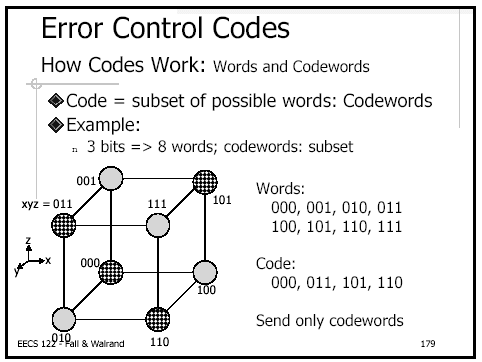 Error Control Codes
How Codes Work: Words and Codewords
Code = subset of possible words: Codewords
Example:
n 3 bits => 8 words; codewords: subset
001
101
xyz = 011
111
Words:
000, 001, 010, 011
100, 101, 110, 111
z
x
y
000
100
Code:
000, 011, 101, 110
Send only codewords
010
110
EECS 122 - Fall & Walrand
179